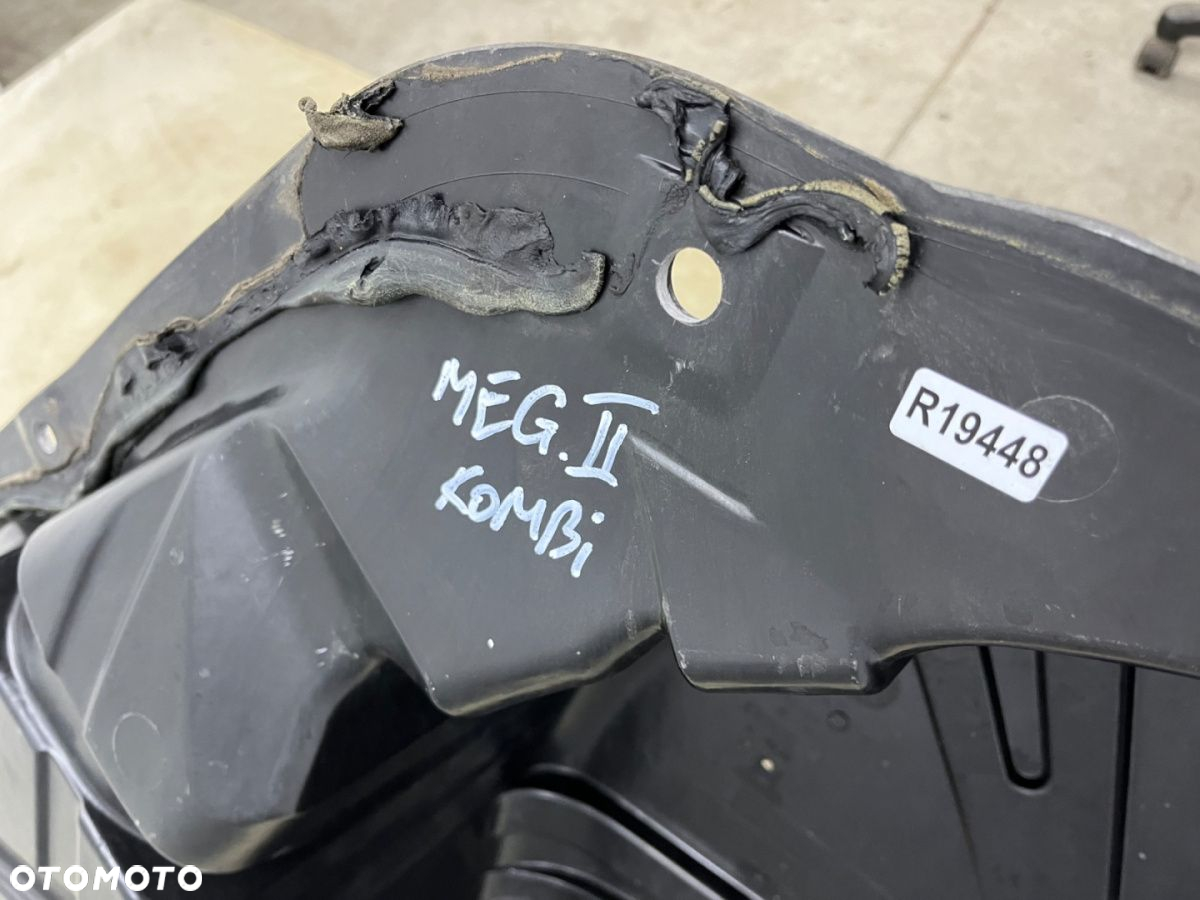 MEG. II
KOMBi
R19448
OTOMOTO